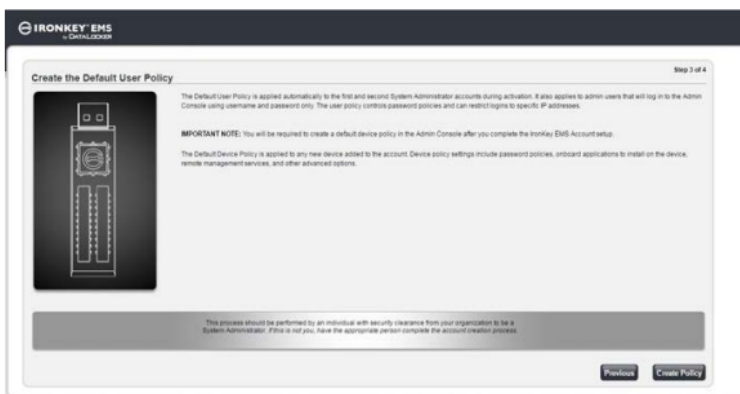 IRONKEY EMS
by DATALOCKER
Step 3 of 4
Create the Default User Policy
The Default User Policy is applied automatically to the first and second System Administrator accounts during activation. It also applies to admin users that will log in to the Admin
Console using username and password only. The user policy controls password policies and can restrict logins to specific IP addresses.
IMPORTANT NOTE: You will be required to create a default device policy in the Admin Console after you complete the IronKey EMS Account setup.
The Default Device Policy is applied to any new device added to the account. Device policy settings include password policies, onboard applications to install on the device,
remote management services, and other advanced options.
This process should be performed by an individual with security clearance from your organization to be a
System Administrator. If this is not you, have the appropriate person complete the account creation process.
Previous
Create Policy